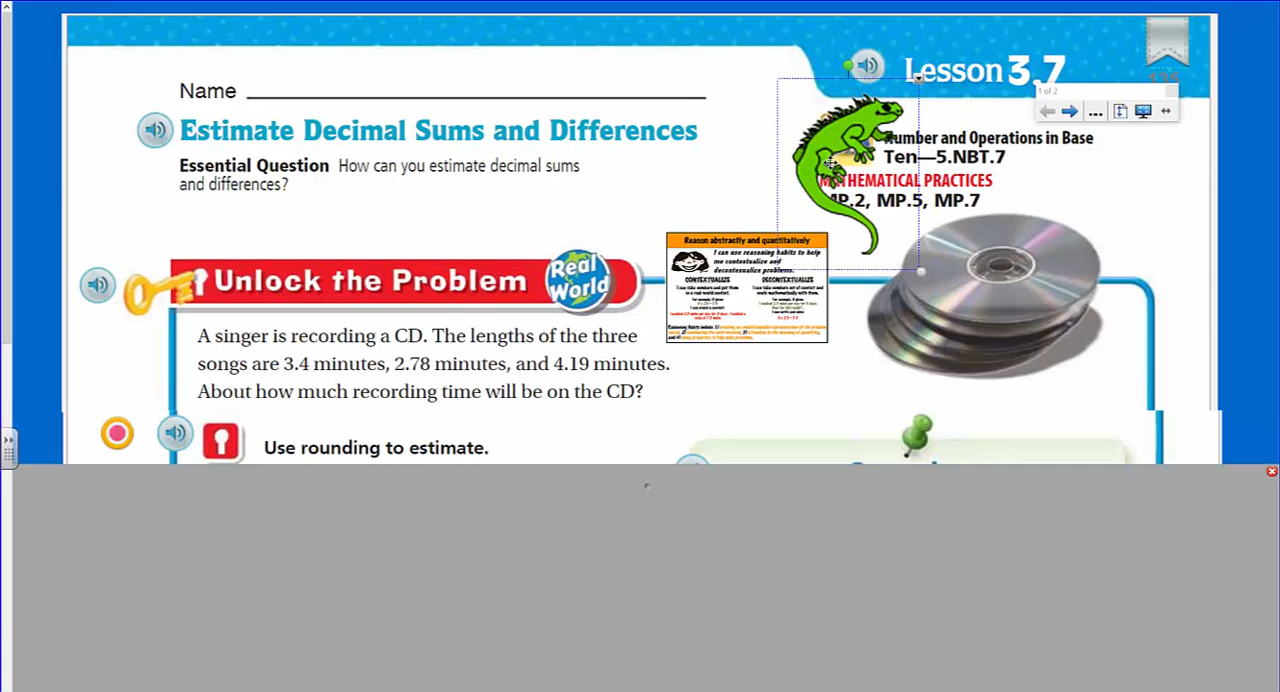 Lesson 3.7
1 of 2
Name
Estimate Decimal Sums and Differences
Essential Question How can you estimate decimal sums
and differences?
Number and Operations in Base
Ten—5.NBT.7
MATHEMATICAL PRACTICES
MP.2, MP.5, MP.7
Reason abstractly and quantitatively
I can use reasoning habits to help
me contextualize and
decontextualize problems.
CONTEXTUALIZE
DECONTEXTUALIZE
Unlock the Problem
Real
World
A singer is recording a CD. The lengths of the three
songs are 3.4 minutes, 2.78 minutes, and 4.19 minutes.
About how much recording time will be on the CD?
Use rounding to estimate.